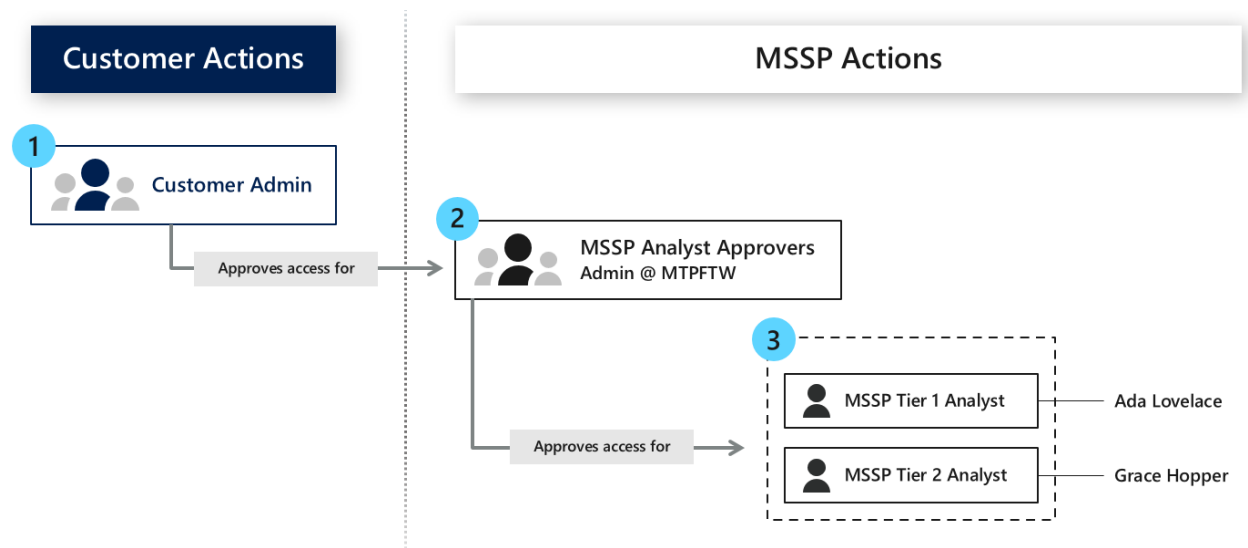 Customer Actions
MSSP Actions
1
Customer Admin
Approves access for
2
MSSP Analyst Approvers
Admin @ MTPFTW
3
MSSP Tier 1 Analyst
Ada Lovelace
Approves access for
MSSP Tier 2 Analyst
Grace Hopper